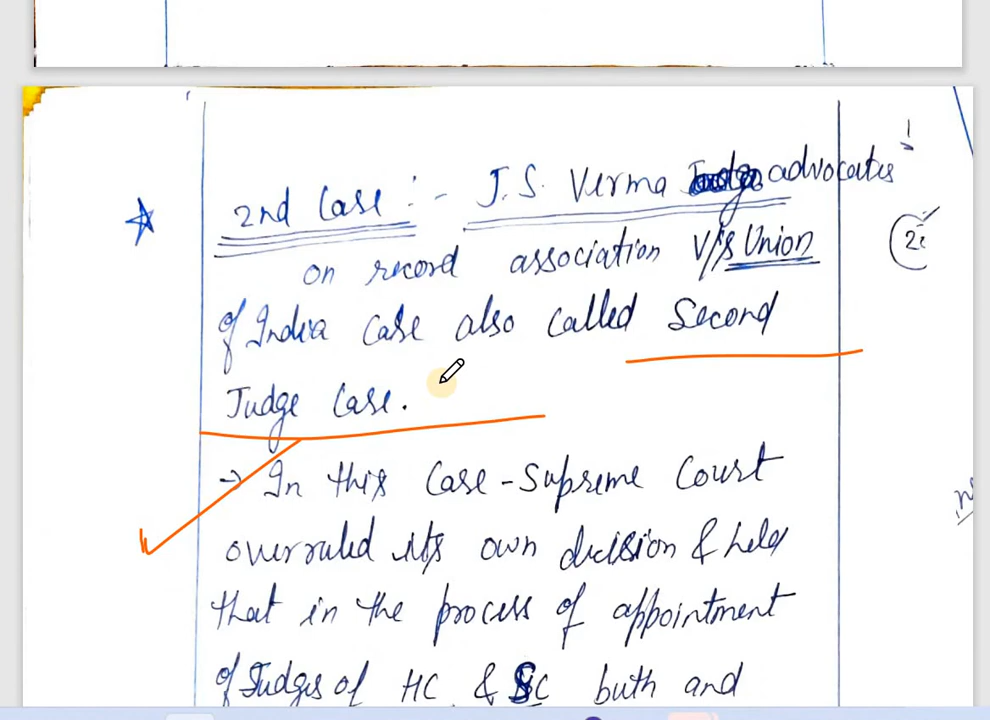 2nd Case :- J.S. Verma advocates
on record association V/s Union
of India Case also called Second
Judge Case.
→ In this Case - Supreme Court
overruled its own decision & held
that in the process of appointment
of Judges of HC & SC buth and